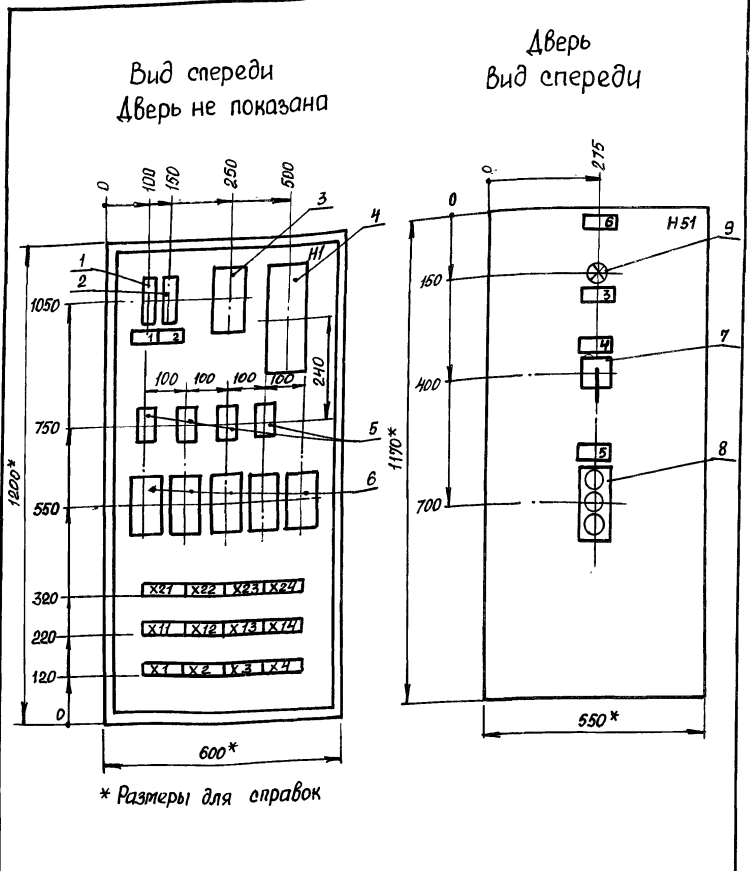 Вид спереди
Дверь не показана
Дверь
Вид спереди
0
100
150
250
500
3
4
1
2
H1
1050
1
2
240
100
100
100
100
750
5
1200*
550
6
X21
X22
X23
X24
320
X11
X12
X13
X14
220
X1
X2
X3
X4
120
0
600*
* Размеры для справок
0
275
0
6
H51
9
150
3
4
7
400
1170*
5
8
700
550*